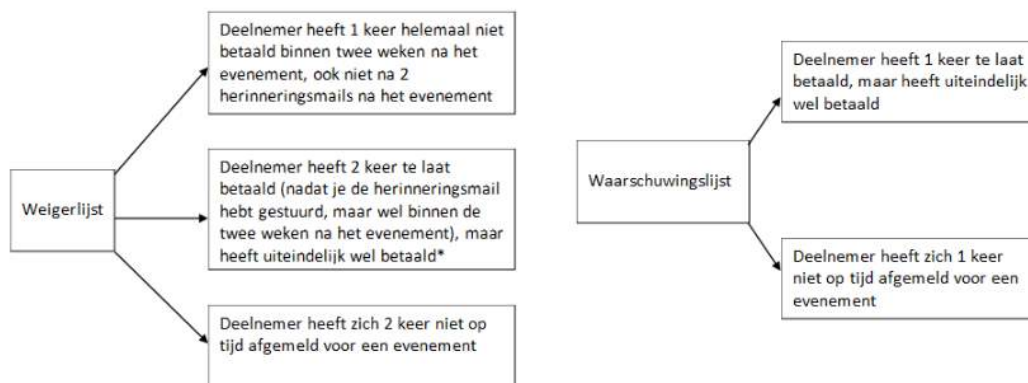 Weigerlijst
Deelnemer heeft 1 keer helemaal niet
betaald binnen twee weken na het
evenement, ook niet na 2
herinneringsmails na het evenement
Deelnemer heeft 2 keer te laat
betaald (nadat je de herinneringsmail
hebt gestuurd, maar wel binnen de
twee weken na het evenement), maar
heeft uiteindelijk wel betaald*
Deelnemer heeft zich 2 keer niet op
tijd afgemeld voor een evenement
Waarschuwingslijst
Deelnemer heeft 1 keer te laat
betaald, maar heeft uiteindelijk
wel betaald
Deelnemer heeft zich 1 keer
niet op tijd afgemeld voor een
evenement